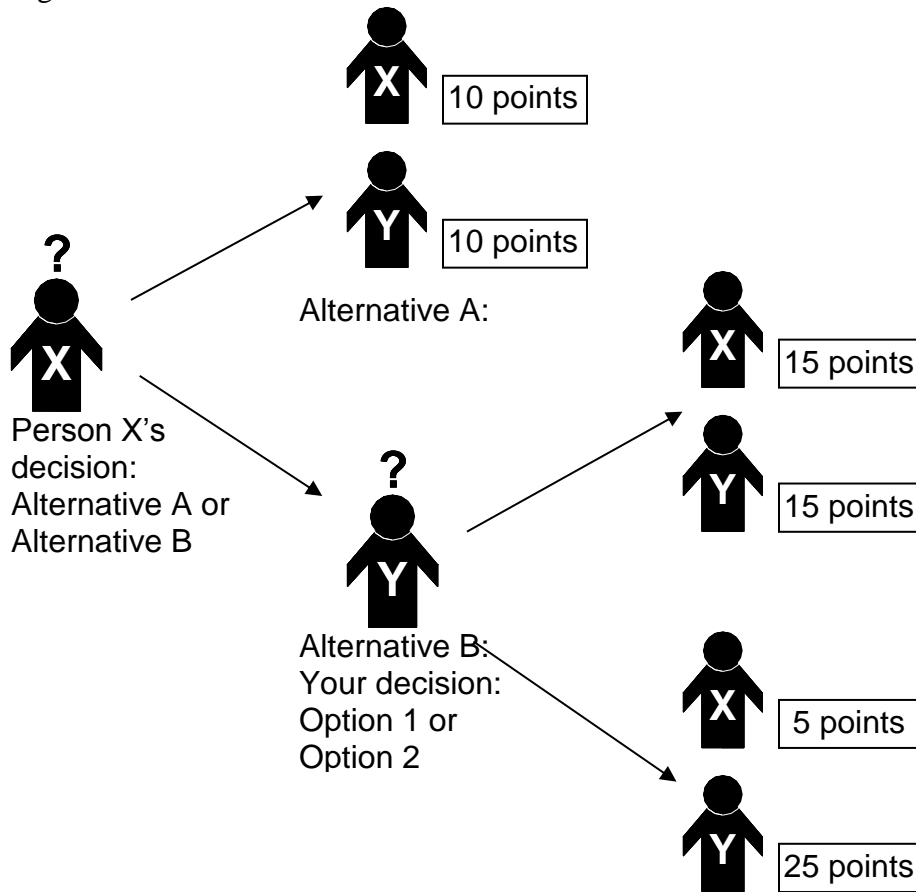 X
10 points
Y
10 points
Alternative A:
?
X
Person X’s
decision:
Alternative A or
Alternative B
?
Y
Alternative B:
Your decision:
Option 1 or
Option 2
X
15 points
Y
15 points
X
5 points
Y
25 points